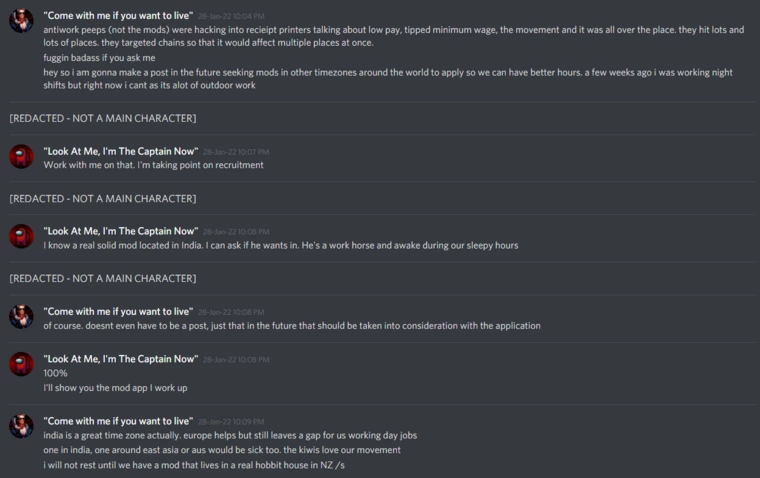 "Come with me if you want to live" 28-Jan-22 10:04 PM
antiwork peeps (not the mods) were hacking into recieipt printers talking about low pay, tipped minimum wage, the movement and it was all over the place. they hit lots and
lots of places. they targeted chains so that it would affect multiple places at once.
fuggin badass if you ask me
hey so i am gonna make a post in the future seeking mods in other timezones around the world to apply so we can have better hours. a few weeks ago i was working night
shifts but right now i cant as its alot of outdoor work
[REDACTED - NOT A MAIN CHARACTER]
"Look At Me, I'm The Captain Now" 28-Jan-22 10:07 PM
Work with me on that. I'm taking point on recruitment
[REDACTED - NOT A MAIN CHARACTER]
"Look At Me, I'm The Captain Now" 28-Jan-22 10:08 PM
I know a real solid mod located in India. I can ask if he wants in. He's a work horse and awake during our sleepy hours
[REDACTED - NOT A MAIN CHARACTER]
"Come with me if you want to live" 28-Jan-22 10:08 PM
of course. doesnt even have to be a post, just that in the future that should be taken into consideration with the application
"Look At Me, I'm The Captain Now" 28-Jan-22 10:08 PM
100%
I'll show you the mod app I work up
"Come with me if you want to live" 28-Jan-22 10:09 PM
india is a great time zone actually. europe helps but still leaves a gap for us working day jobs
one in india, one around east asia or aus would be sick too. the kiwis love our movement
i will not rest until we have a mod that lives in a real hobbit house in NZ /s